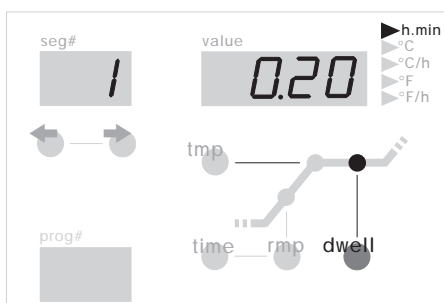 seg#
value
h.min
°C
°C/h
°F
°F/h
1
0.20
tmp
prog#
time
rmp
dwell